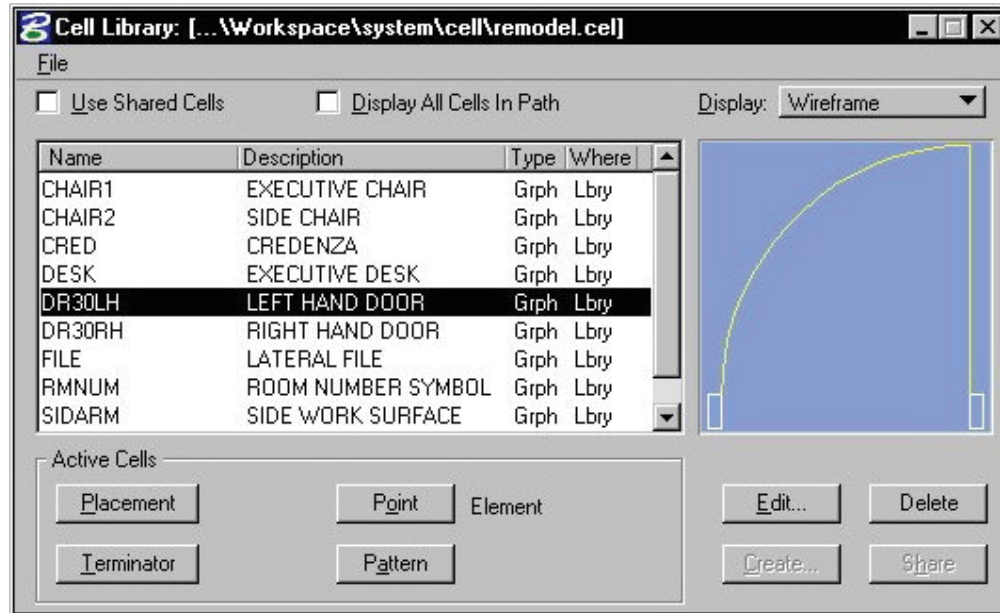 Cell Library: [...\Workspace\system\cell\remodel.cel]
File
Use Shared Cells Display All Cells In Path Display: Wireframe
Name Description Type Where
CHAIR1 EXECUTIVE CHAIR Grph Lbry
CHAIR2 SIDE CHAIR Grph Lbry
CRED CREDENZA Grph Lbry
DESK EXECUTIVE DESK Grph Lbry
DR30LH LEFT HAND DOOR Grph Lbry
DR30RH RIGHT HAND DOOR Grph Lbry
FILE LATERAL FILE Grph Lbry
RMNUM ROOM NUMBER SYMBOL Grph Lbry
SIDARM SIDE WORK SURFACE Grph Lbry
Active Cells
Placement Point Element Edit... Delete
Terminator Pattern Create... Share